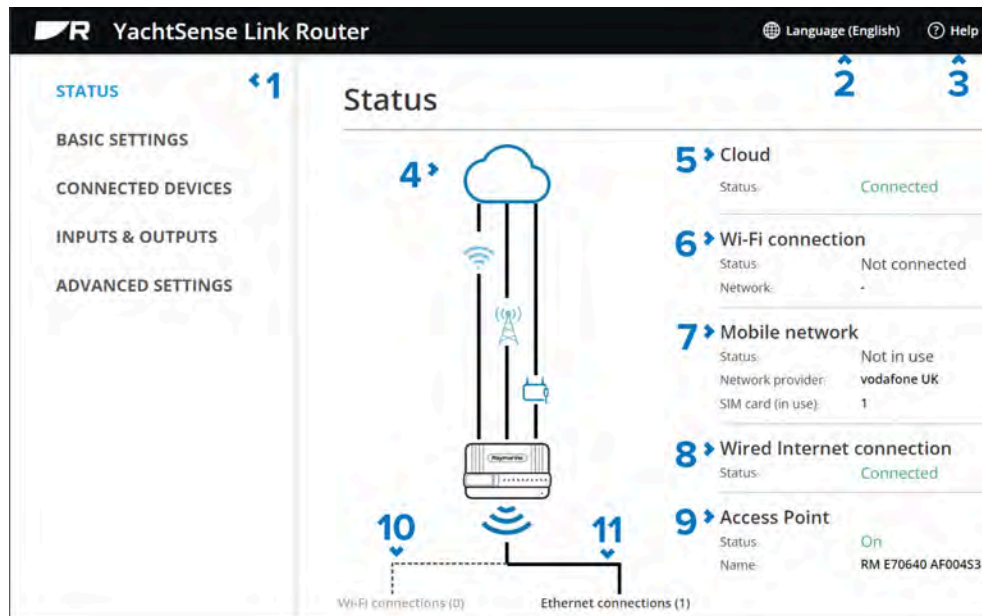 R YachtSense Link Router
Language (English) Help
STATUS
BASIC SETTINGS
CONNECTED DEVICES
INPUTS & OUTPUTS
ADVANCED SETTINGS
1
Status
2
3
4
5 Cloud
Status: Connected
6 Wi-Fi connection
Status: Not connected
Network: -
7 Mobile network
Status: Not in use
Network provider: vodafone UK
SIM card (in use): 1
8 Wired Internet connection
Status: Connected
9 Access Point
Status: On
Name: RM E70640 AF004S3
Raymarine
10
11
Wi-Fi connections (0) Ethernet connections (1)